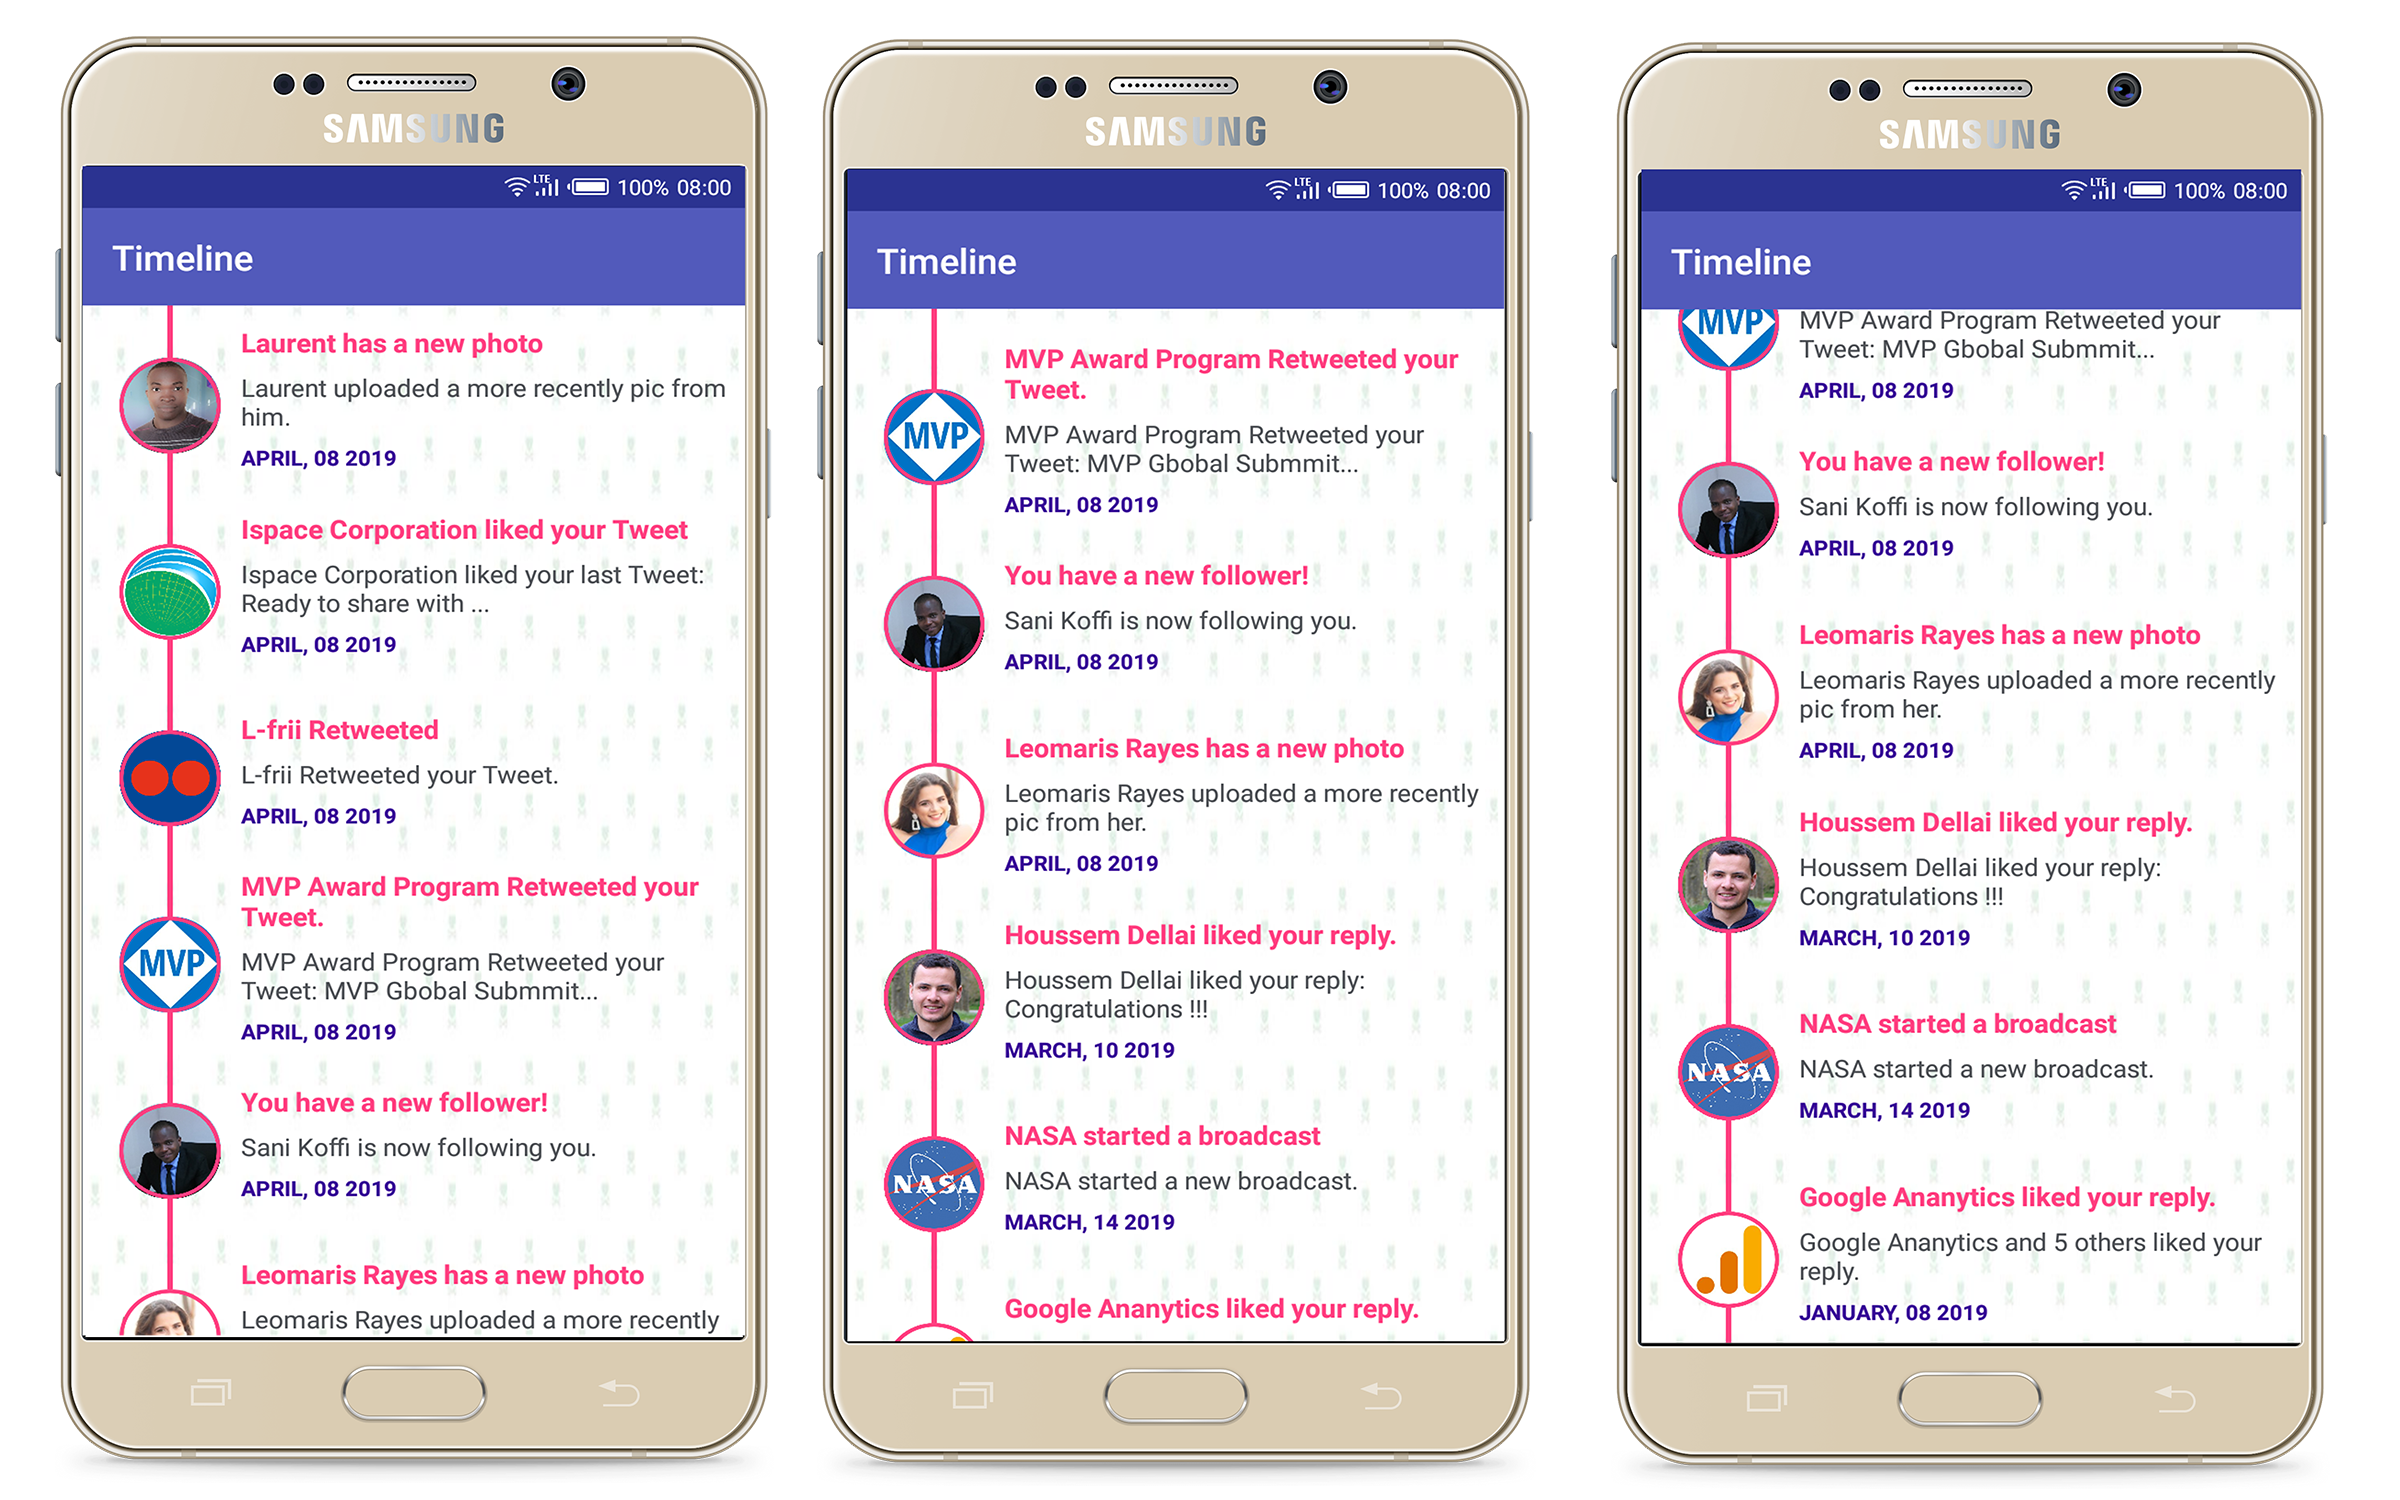 SAMSUNG
LTE 100% 08:00
Timeline
Laurent has a new photo
Laurent uploaded a more recently pic from
him.
APRIL, 08 2019
Ispace Corporation liked your Tweet
Ispace Corporation liked your last Tweet:
Ready to share with ...
APRIL, 08 2019
L-frii Retweeted
L-frii Retweeted your Tweet.
APRIL, 08 2019
MVP Award Program Retweeted your
Tweet.
MVP
MVP Award Program Retweeted your
Tweet: MVP Gbobal Submmit...
APRIL, 08 2019
You have a new follower!
Sani Koffi is now following you.
APRIL, 08 2019
Leomaris Rayes has a new photo
Leomaris Rayes uploaded a more recently
SAMSUNG
LTE 100% 08:00
Timeline
MVP Award Program Retweeted your
Tweet.
MVP
MVP Award Program Retweeted your
Tweet: MVP Gbobal Submmit...
APRIL, 08 2019
You have a new follower!
Sani Koffi is now following you.
APRIL, 08 2019
Leomaris Rayes has a new photo
Leomaris Rayes uploaded a more recently
pic from her.
APRIL, 08 2019
Houssem Dellai liked your reply.
Houssem Dellai liked your reply:
Congratulations !!!
MARCH, 10 2019
NASA started a broadcast
NASA
NASA started a new broadcast.
MARCH, 14 2019
Google Ananytics liked your reply.
SAMSUNG
LTE 100% 08:00
Timeline
MVP
MVP Award Program Retweeted your
Tweet: MVP Gbobal Submmit...
APRIL, 08 2019
You have a new follower!
Sani Koffi is now following you.
APRIL, 08 2019
Leomaris Rayes has a new photo
Leomaris Rayes uploaded a more recently
pic from her.
APRIL, 08 2019
Houssem Dellai liked your reply.
Houssem Dellai liked your reply:
Congratulations !!!
MARCH, 10 2019
NASA started a broadcast
NASA
NASA started a new broadcast.
MARCH, 14 2019
Google Ananytics liked your reply.
Google Ananytics and 5 others liked your
reply.
JANUARY, 08 2019